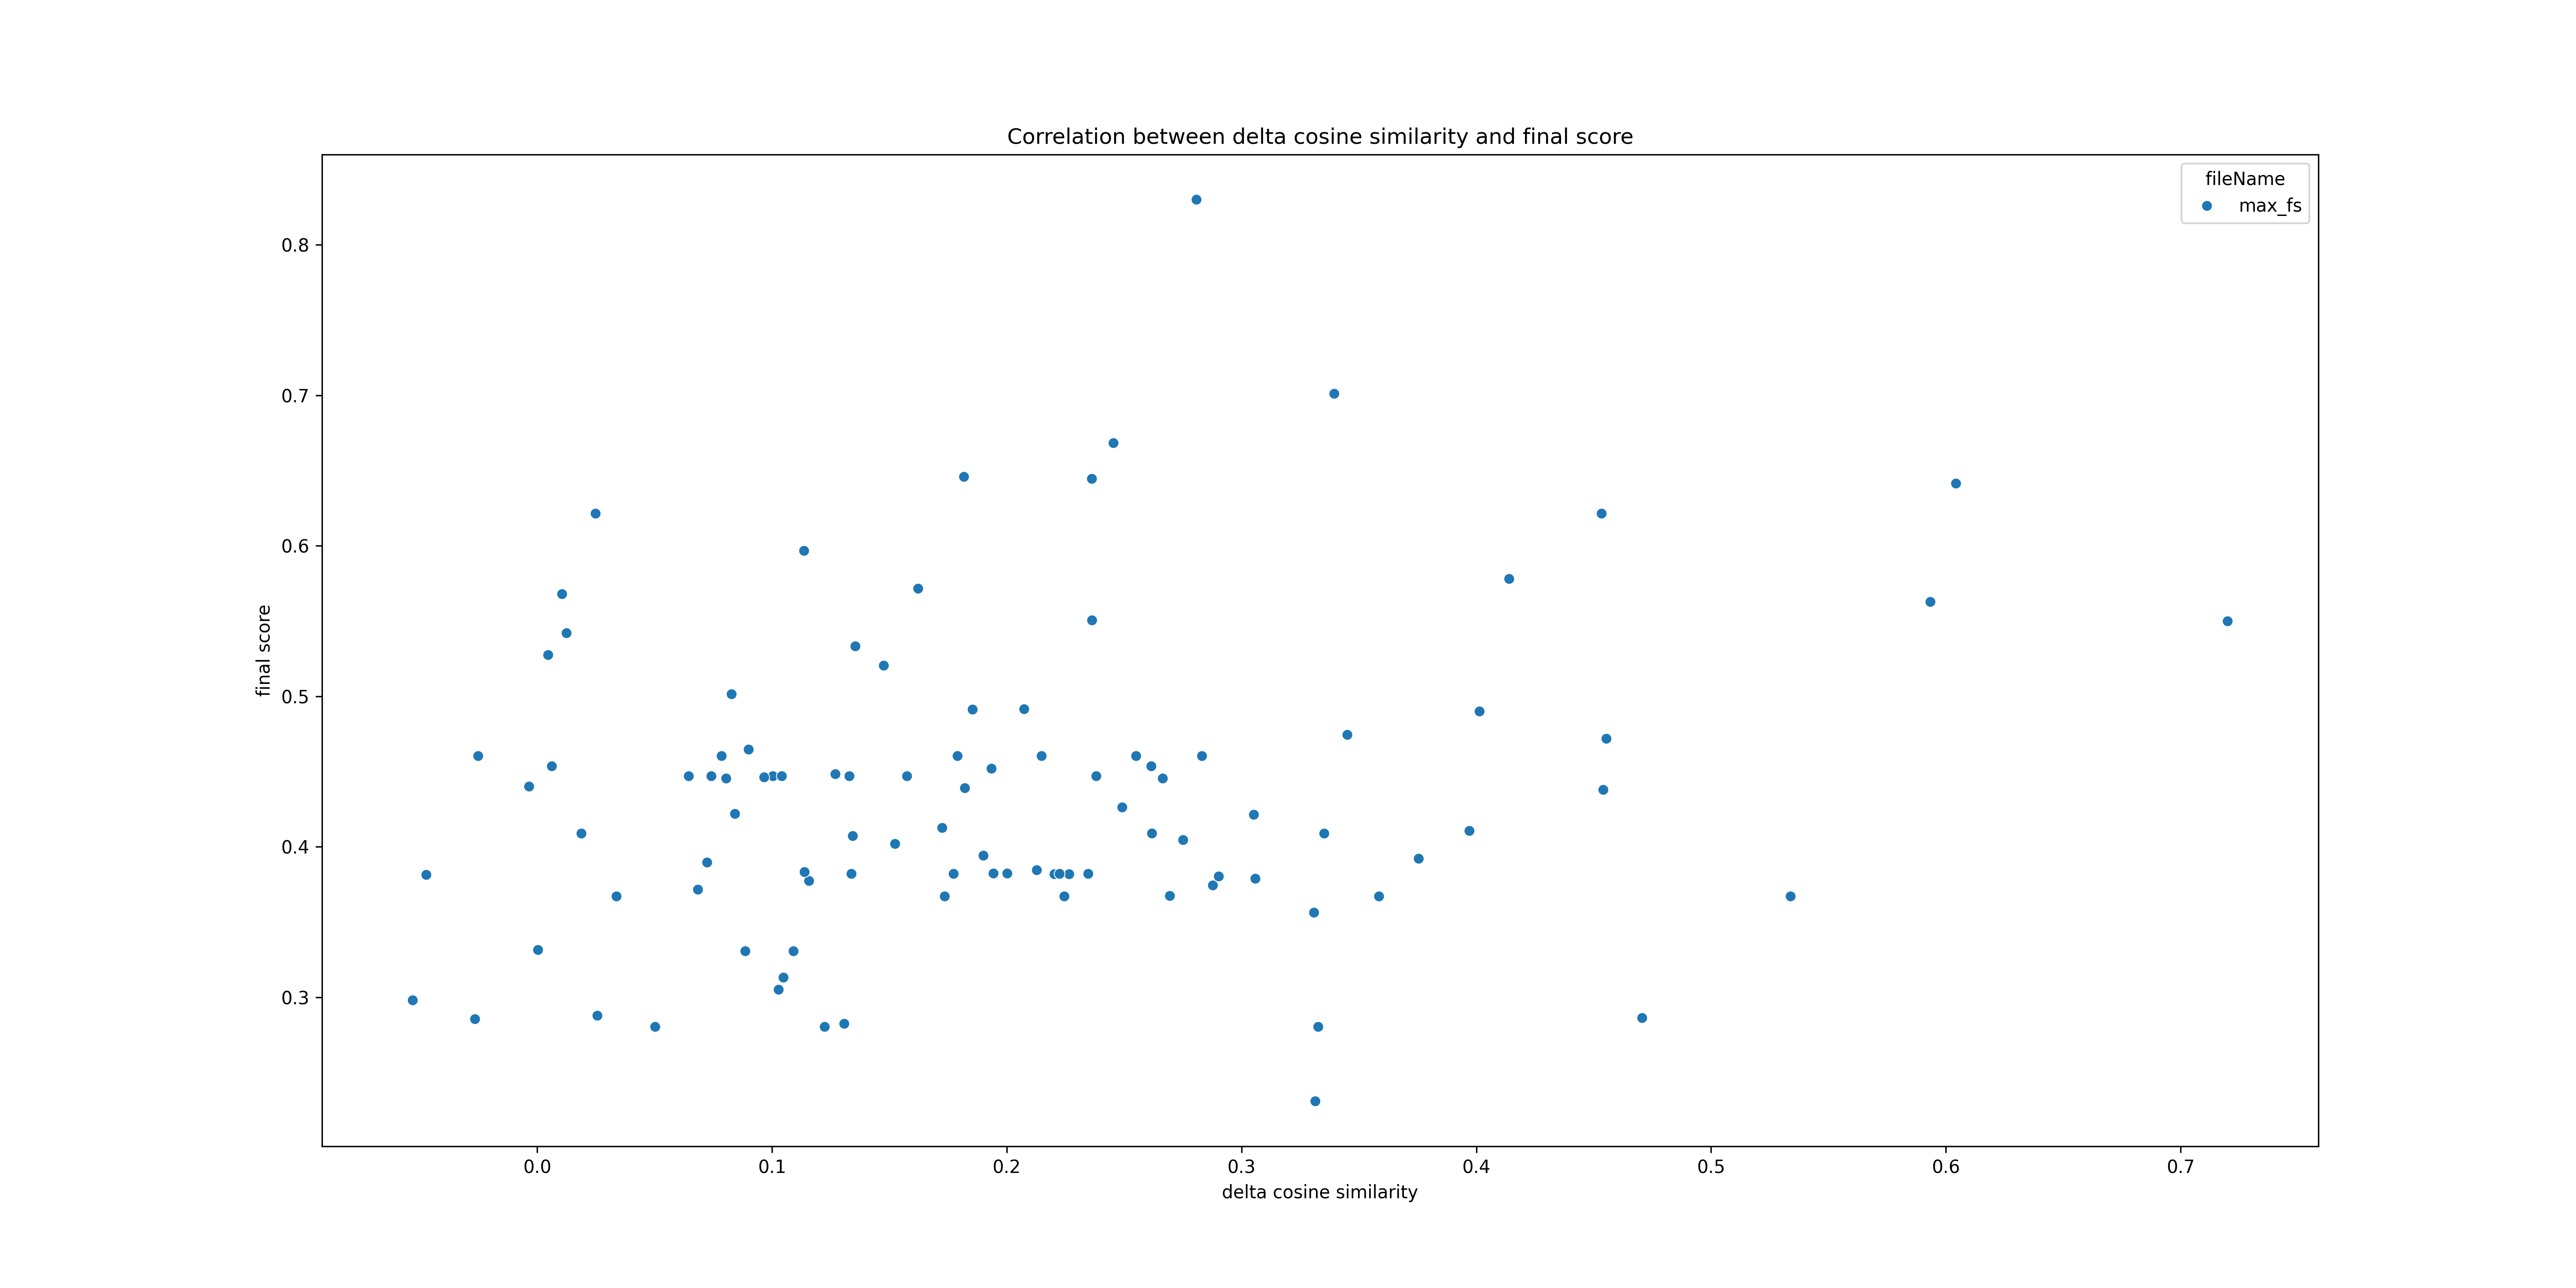 Correlation between delta cosine similarity and final score
fileName
max_fs
0.8
0.7
0.6
0.5
0.4
0.3
final score
0.0 0.1 0.2 0.3 0.4 0.5 0.6 0.7
delta cosine similarity